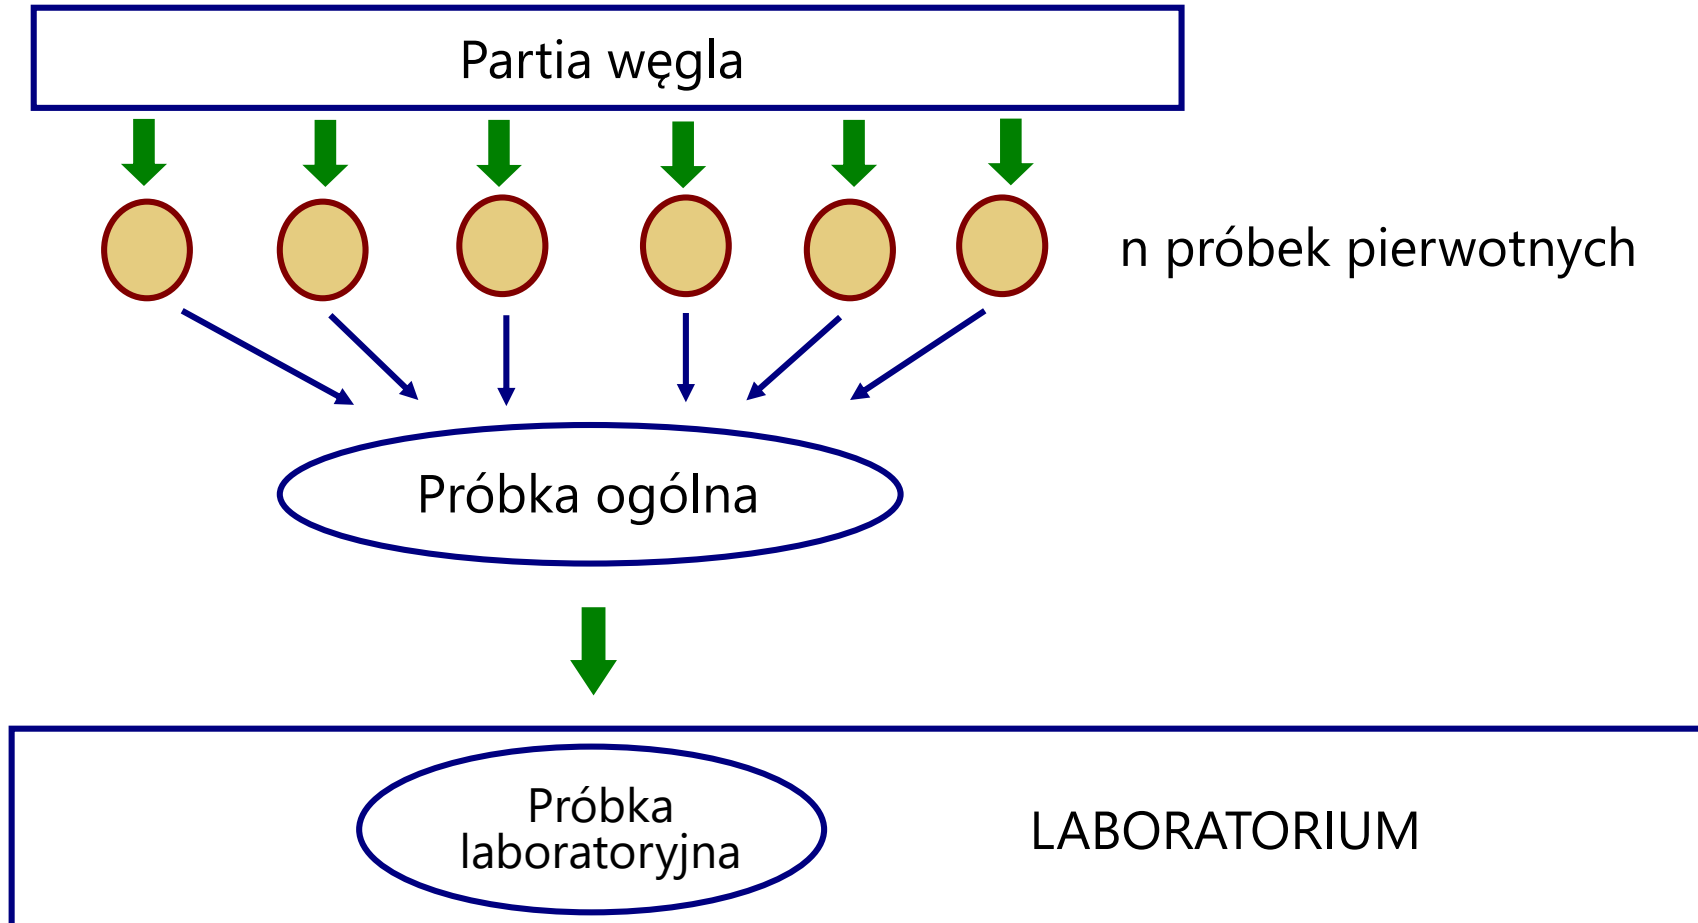 Partia węgla
n próbek pierwotnych
Próbka ogólna
Próbka
laboratoryjna
LABORATORIUM